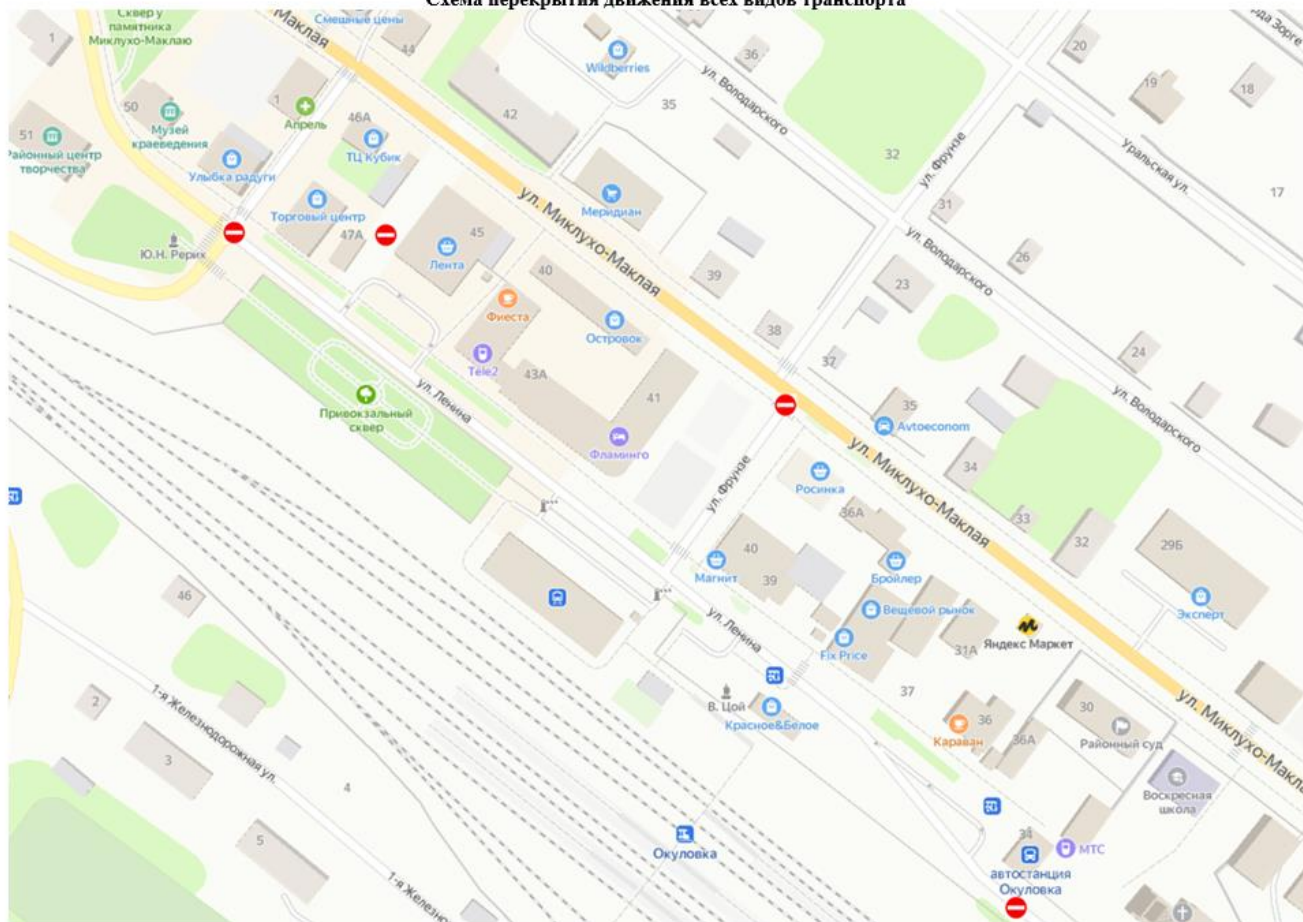 Схема перекрытия движения всех видов транспорта
Сквер у
памятника
Миклухо-Маклаю
Смешные цены
Маклая
1
44
Wildberries
36
ул. Володарского
20
19
18
50
51
Музей
краеведения
Районный центр
творчества
1
Апрель
46А
ТЦ Кубик
Улыбка радуги
42
35
32
ул. Фрунзе
Уральская ул.
17
Торговый центр
47А
Ю.Н. Рерих
45
Лента
ул. Миклухо-Маклая
Меридиан
31
ул. Володарского
26
40
39
23
Фиеста
Островок
38
37
24
Tele2
43А
41
ул. Ленина
Привокзальный
сквер
35
Avtoeconom
ул. Володарского
Фламинго
ул. Фрунзе
Росинка
34
ул. Миклухо-Маклая
36А
33
32
29Б
40
39
Магнит
Бройлер
Эксперт
46
ул. Ленина
Вещевой рынок
Fix Price
31А
Яндекс Маркет
2
1-я Железнодорожная ул.
3
4
5
В. Цой
Красное&Белое
37
36
Караван
36А
30
Районный суд
ул. Миклухо-Маклая
Воскресная
школа
Окуловка
34
МТС
автостанция
Окуловка